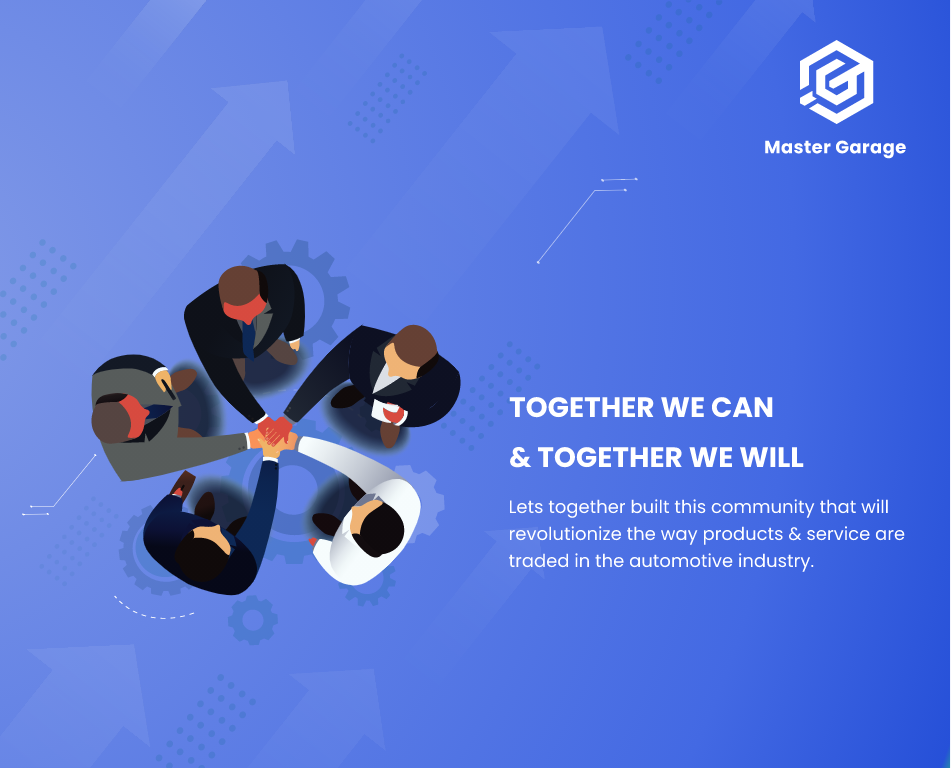 Master Garage
TOGETHER WE CAN
& TOGETHER WE WILL
Lets together built this community that will
revolutionize the way products & service are
traded in the automotive industry.